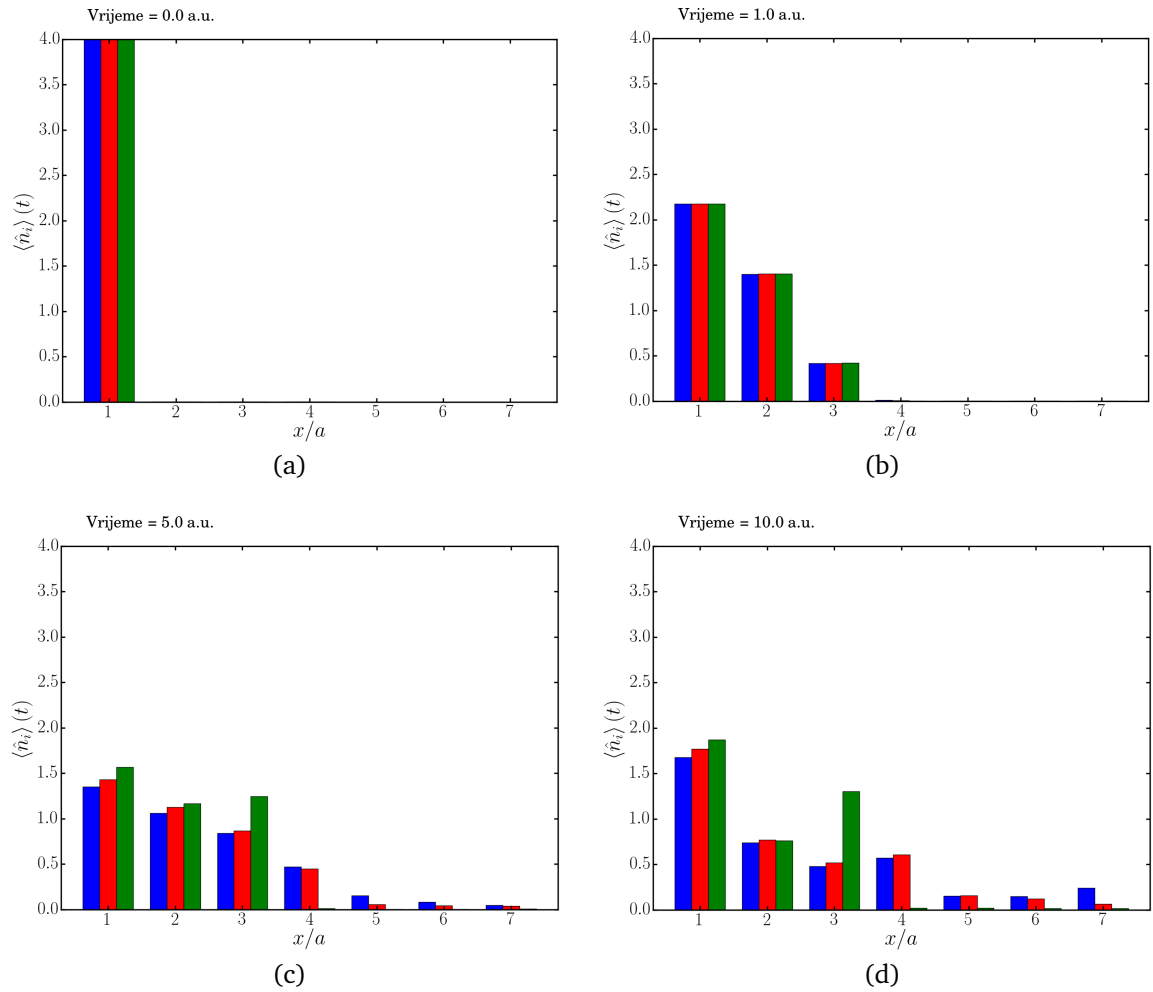 Vrijeme = 0.0 a.u.
4.0
3.5
3.0
2.5
2.0
1.5
1.0
0.5
0.0
⟨n̂ᵢ⟩(t)
1 2 3 4 5 6 7
x/a
(a)
Vrijeme = 1.0 a.u.
4.0
3.5
3.0
2.5
2.0
1.5
1.0
0.5
0.0
⟨n̂ᵢ⟩(t)
1 2 3 4 5 6 7
x/a
(b)
Vrijeme = 5.0 a.u.
4.0
3.5
3.0
2.5
2.0
1.5
1.0
0.5
0.0
⟨n̂ᵢ⟩(t)
1 2 3 4 5 6 7
x/a
(c)
Vrijeme = 10.0 a.u.
4.0
3.5
3.0
2.5
2.0
1.5
1.0
0.5
0.0
⟨n̂ᵢ⟩(t)
1 2 3 4 5 6 7
x/a
(d)